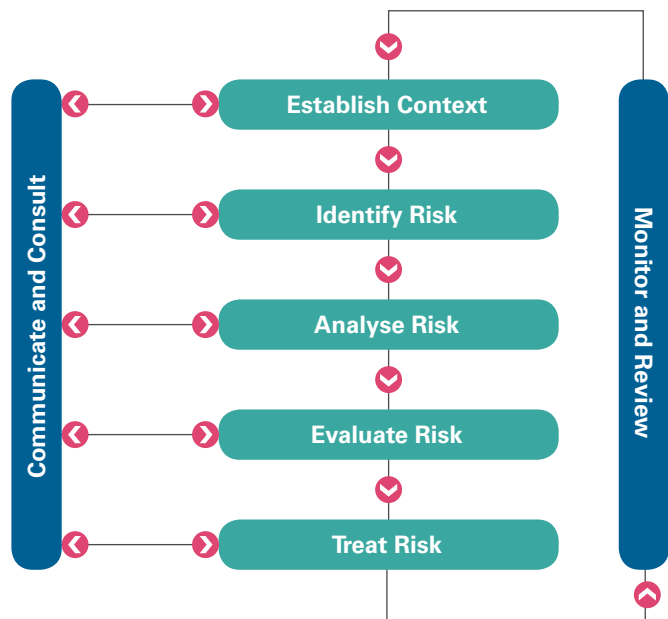 Communicate and Consult
Establish Context
Identify Risk
Analyse Risk
Evaluate Risk
Treat Risk
Monitor and Review